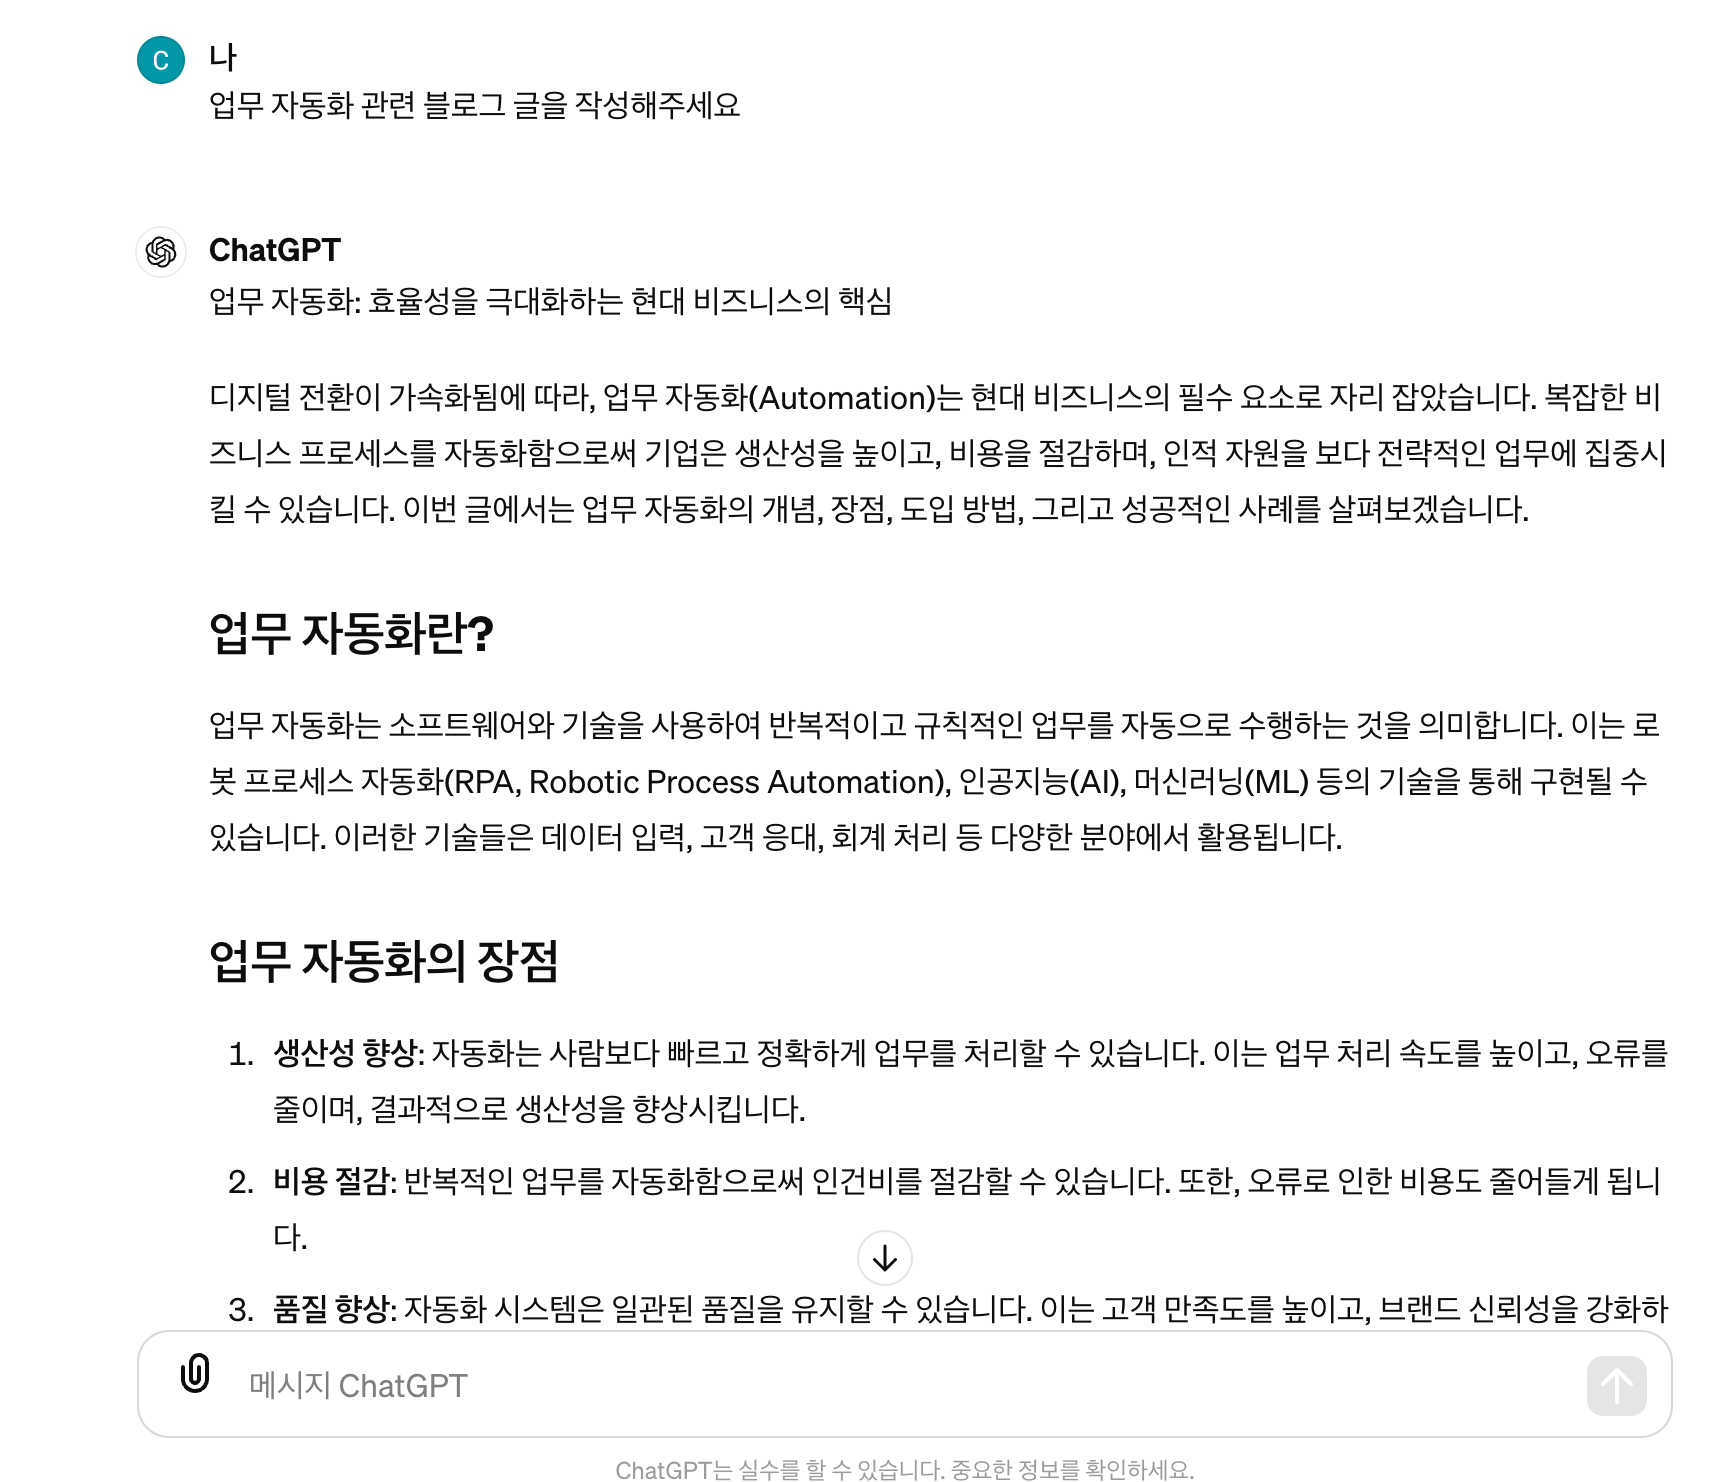 C
나
업무 자동화 관련 블로그 글을 작성해주세요
ChatGPT
업무 자동화: 효율성을 극대화하는 현대 비즈니스의 핵심
디지털 전환이 가속화됨에 따라, 업무 자동화(Automation)는 현대 비즈니스의 필수 요소로 자리 잡았습니다. 복잡한 비
즈니스 프로세스를 자동화함으로써 기업은 생산성을 높이고, 비용을 절감하며, 인적 자원을 보다 전략적인 업무에 집중시
킬 수 있습니다. 이번 글에서는 업무 자동화의 개념, 장점, 도입 방법, 그리고 성공적인 사례를 살펴보겠습니다.
업무 자동화란?
업무 자동화는 소프트웨어와 기술을 사용하여 반복적이고 규칙적인 업무를 자동으로 수행하는 것을 의미합니다. 이는 로
봇 프로세스 자동화(RPA, Robotic Process Automation), 인공지능(AI), 머신러닝(ML) 등의 기술을 통해 구현될 수
있습니다. 이러한 기술들은 데이터 입력, 고객 응대, 회계 처리 등 다양한 분야에서 활용됩니다.
업무 자동화의 장점
1. 생산성 향상: 자동화는 사람보다 빠르고 정확하게 업무를 처리할 수 있습니다. 이는 업무 처리 속도를 높이고, 오류를
줄이며, 결과적으로 생산성을 향상시킵니다.
2. 비용 절감: 반복적인 업무를 자동화함으로써 인건비를 절감할 수 있습니다. 또한, 오류로 인한 비용도 줄어들게 됩니
다.
3. 품질 향상: 자동화 시스템은 일관된 품질을 유지할 수 있습니다. 이는 고객 만족도를 높이고, 브랜드 신뢰성을 강화하
메시지 ChatGPT
ChatGPT는 실수를 할 수 있습니다. 중요한 정보를 확인하세요.